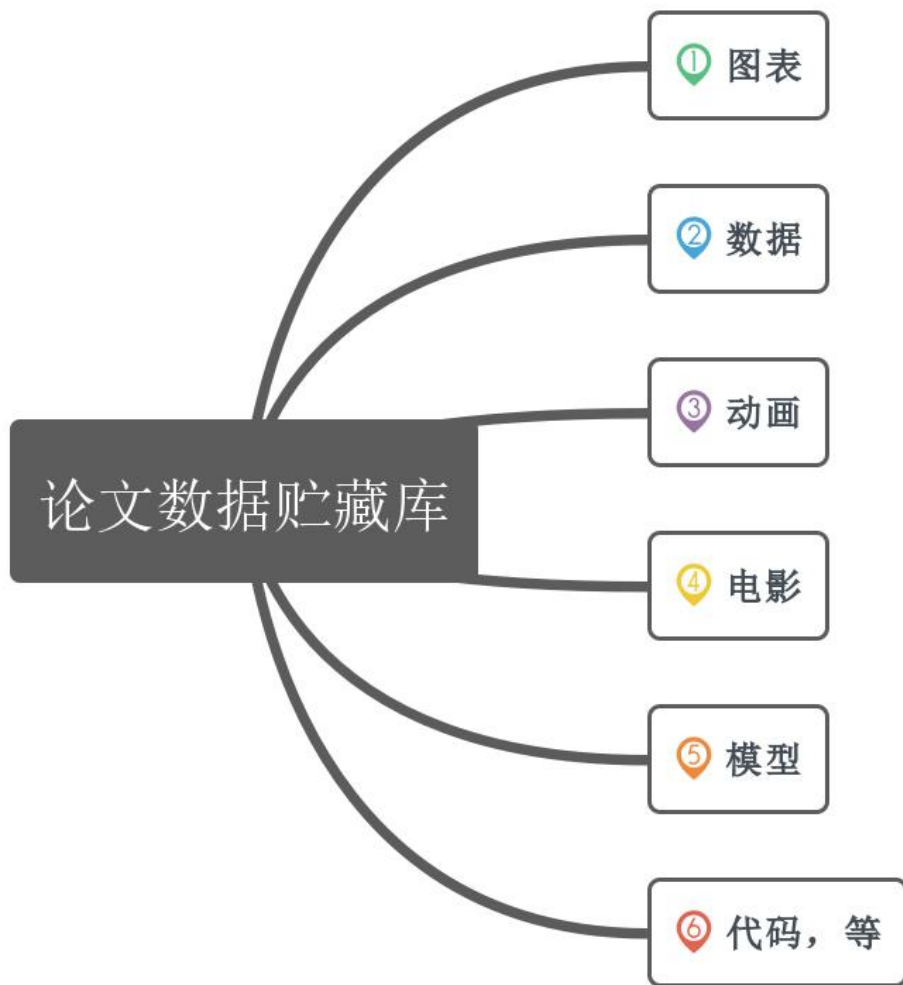 ① 图表
② 数据
③ 动画
论文数据贮藏库
④ 电影
⑤ 模型
⑥ 代码，等